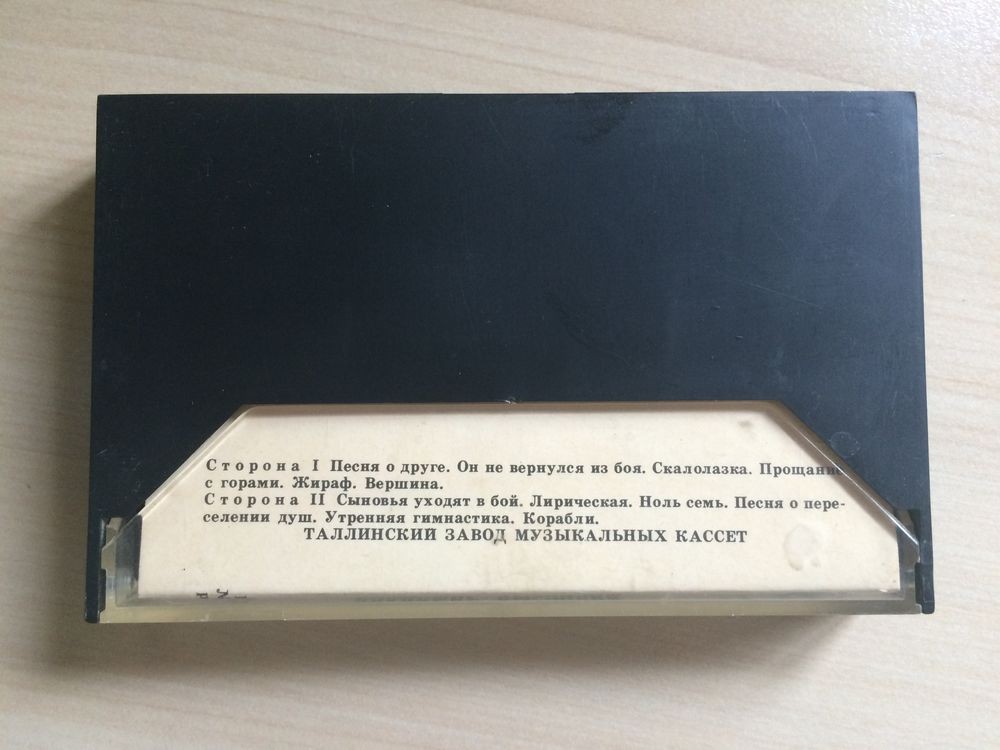 Сторона I Песня о друге. Он не вернулся из боя. Скалолазка. Прощание
с горами. Жираф. Вершина.
Сторона II Сыновья уходят в бой. Лирическая. Ноль семь. Песня о пере-
селении душ. Утренняя гимнастика. Корабли.
ТАЛЛИНСКИЙ ЗАВОД МУЗЫКАЛЬНЫХ КАССЕТ